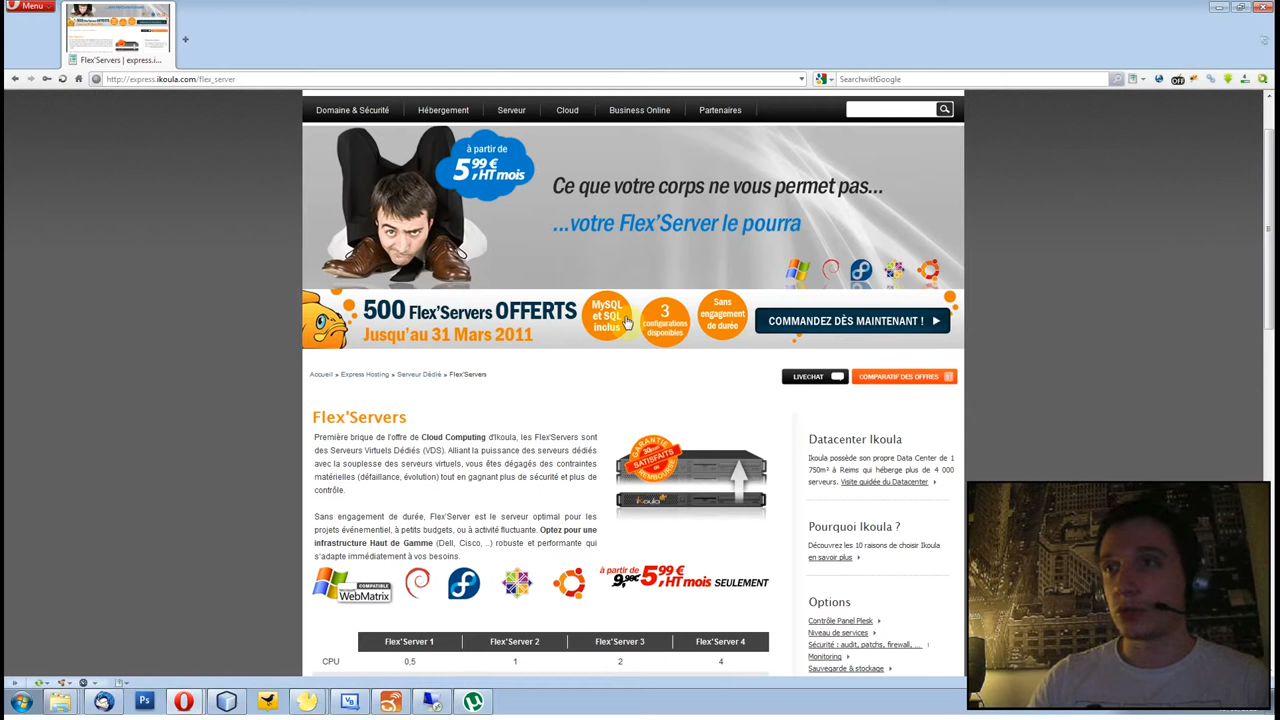 Menu
Flex'Servers | express.i...
http://express.ikoula.com/flex_server
SearchwithGoogle
OFF
Domaine & Sécurité
Hébergement
Serveur
Cloud
Business Online
Partenaires
à partir de
5,99 €
HT mois
Ce que votre corps ne vous permet pas...
...votre Flex'Server le pourra
500 Flex'Servers OFFERTS
Jusqu'au 31 Mars 2011
MySQL
et SQL
inclus
3
configurations
disponibles
Sans
engagement
de durée
COMMANDEZ DÈS MAINTENANT !
Accueil » Express Hosting » Serveur Dédié » Flex'Servers
LIVECHAT
COMPARATIF DES OFFRES
Flex'Servers
Première brique de l'offre de Cloud Computing d'Ikoula, les Flex'Servers sont
des Serveurs Virtuels Dédiés (VDS). Alliant la puissance des serveurs dédiés
avec la souplesse des serveurs virtuels, vous êtes dégagés des contraintes
matérielles (défaillance, évolution) tout en gagnant plus de sécurité et plus de
contrôle.
GARANTIE
30 jours
SATISFAITS
OU
REMBOURSÉ
ikoula
Sans engagement de durée, Flex'Server est le serveur optimal pour les
projets événementiel, à petits budgets, ou à activité fluctuante. Optez pour une
infrastructure Haut de Gamme (Dell, Cisco, ..) robuste et performante qui
s'adapte immédiatement à vos besoins.
COMPATIBLE
WebMatrix
à partir de
9,98€ 5,99 € HT mois SEULEMENT
Flex'Server 1
Flex'Server 2
Flex'Server 3
Flex'Server 4
CPU
0,5
1
2
4
Datacenter Ikoula
Ikoula possède son propre Data Center de 1
750m² à Reims qui héberge plus de 4 000
serveurs. Visite guidée du Datacenter
Pourquoi Ikoula ?
Découvrez les 10 raisons de choisir Ikoula
en savoir plus
Options
Contrôle Panel Plesk
Niveau de services
Sécurité : audit, patchs, firewall, ...
Monitoring
Sauvegarde & stockage
Ps